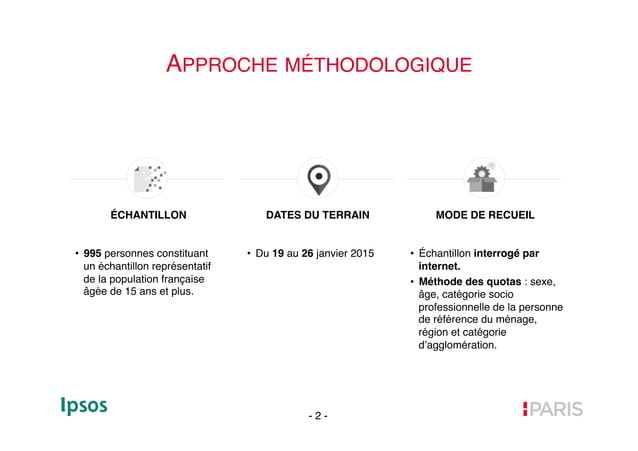 APPROCHE MÉTHODOLOGIQUE
ÉCHANTILLON
• 995 personnes constituant
un échantillon représentatif
de la population française
âgée de 15 ans et plus.
DATES DU TERRAIN
• Du 19 au 26 janvier 2015
MODE DE RECUEIL
• Échantillon interrogé par
internet.
• Méthode des quotas : sexe,
âge, catégorie socio
professionnelle de la personne
de référence du ménage,
région et catégorie
d’agglomération.
Ipsos
- 2 -
PARIS